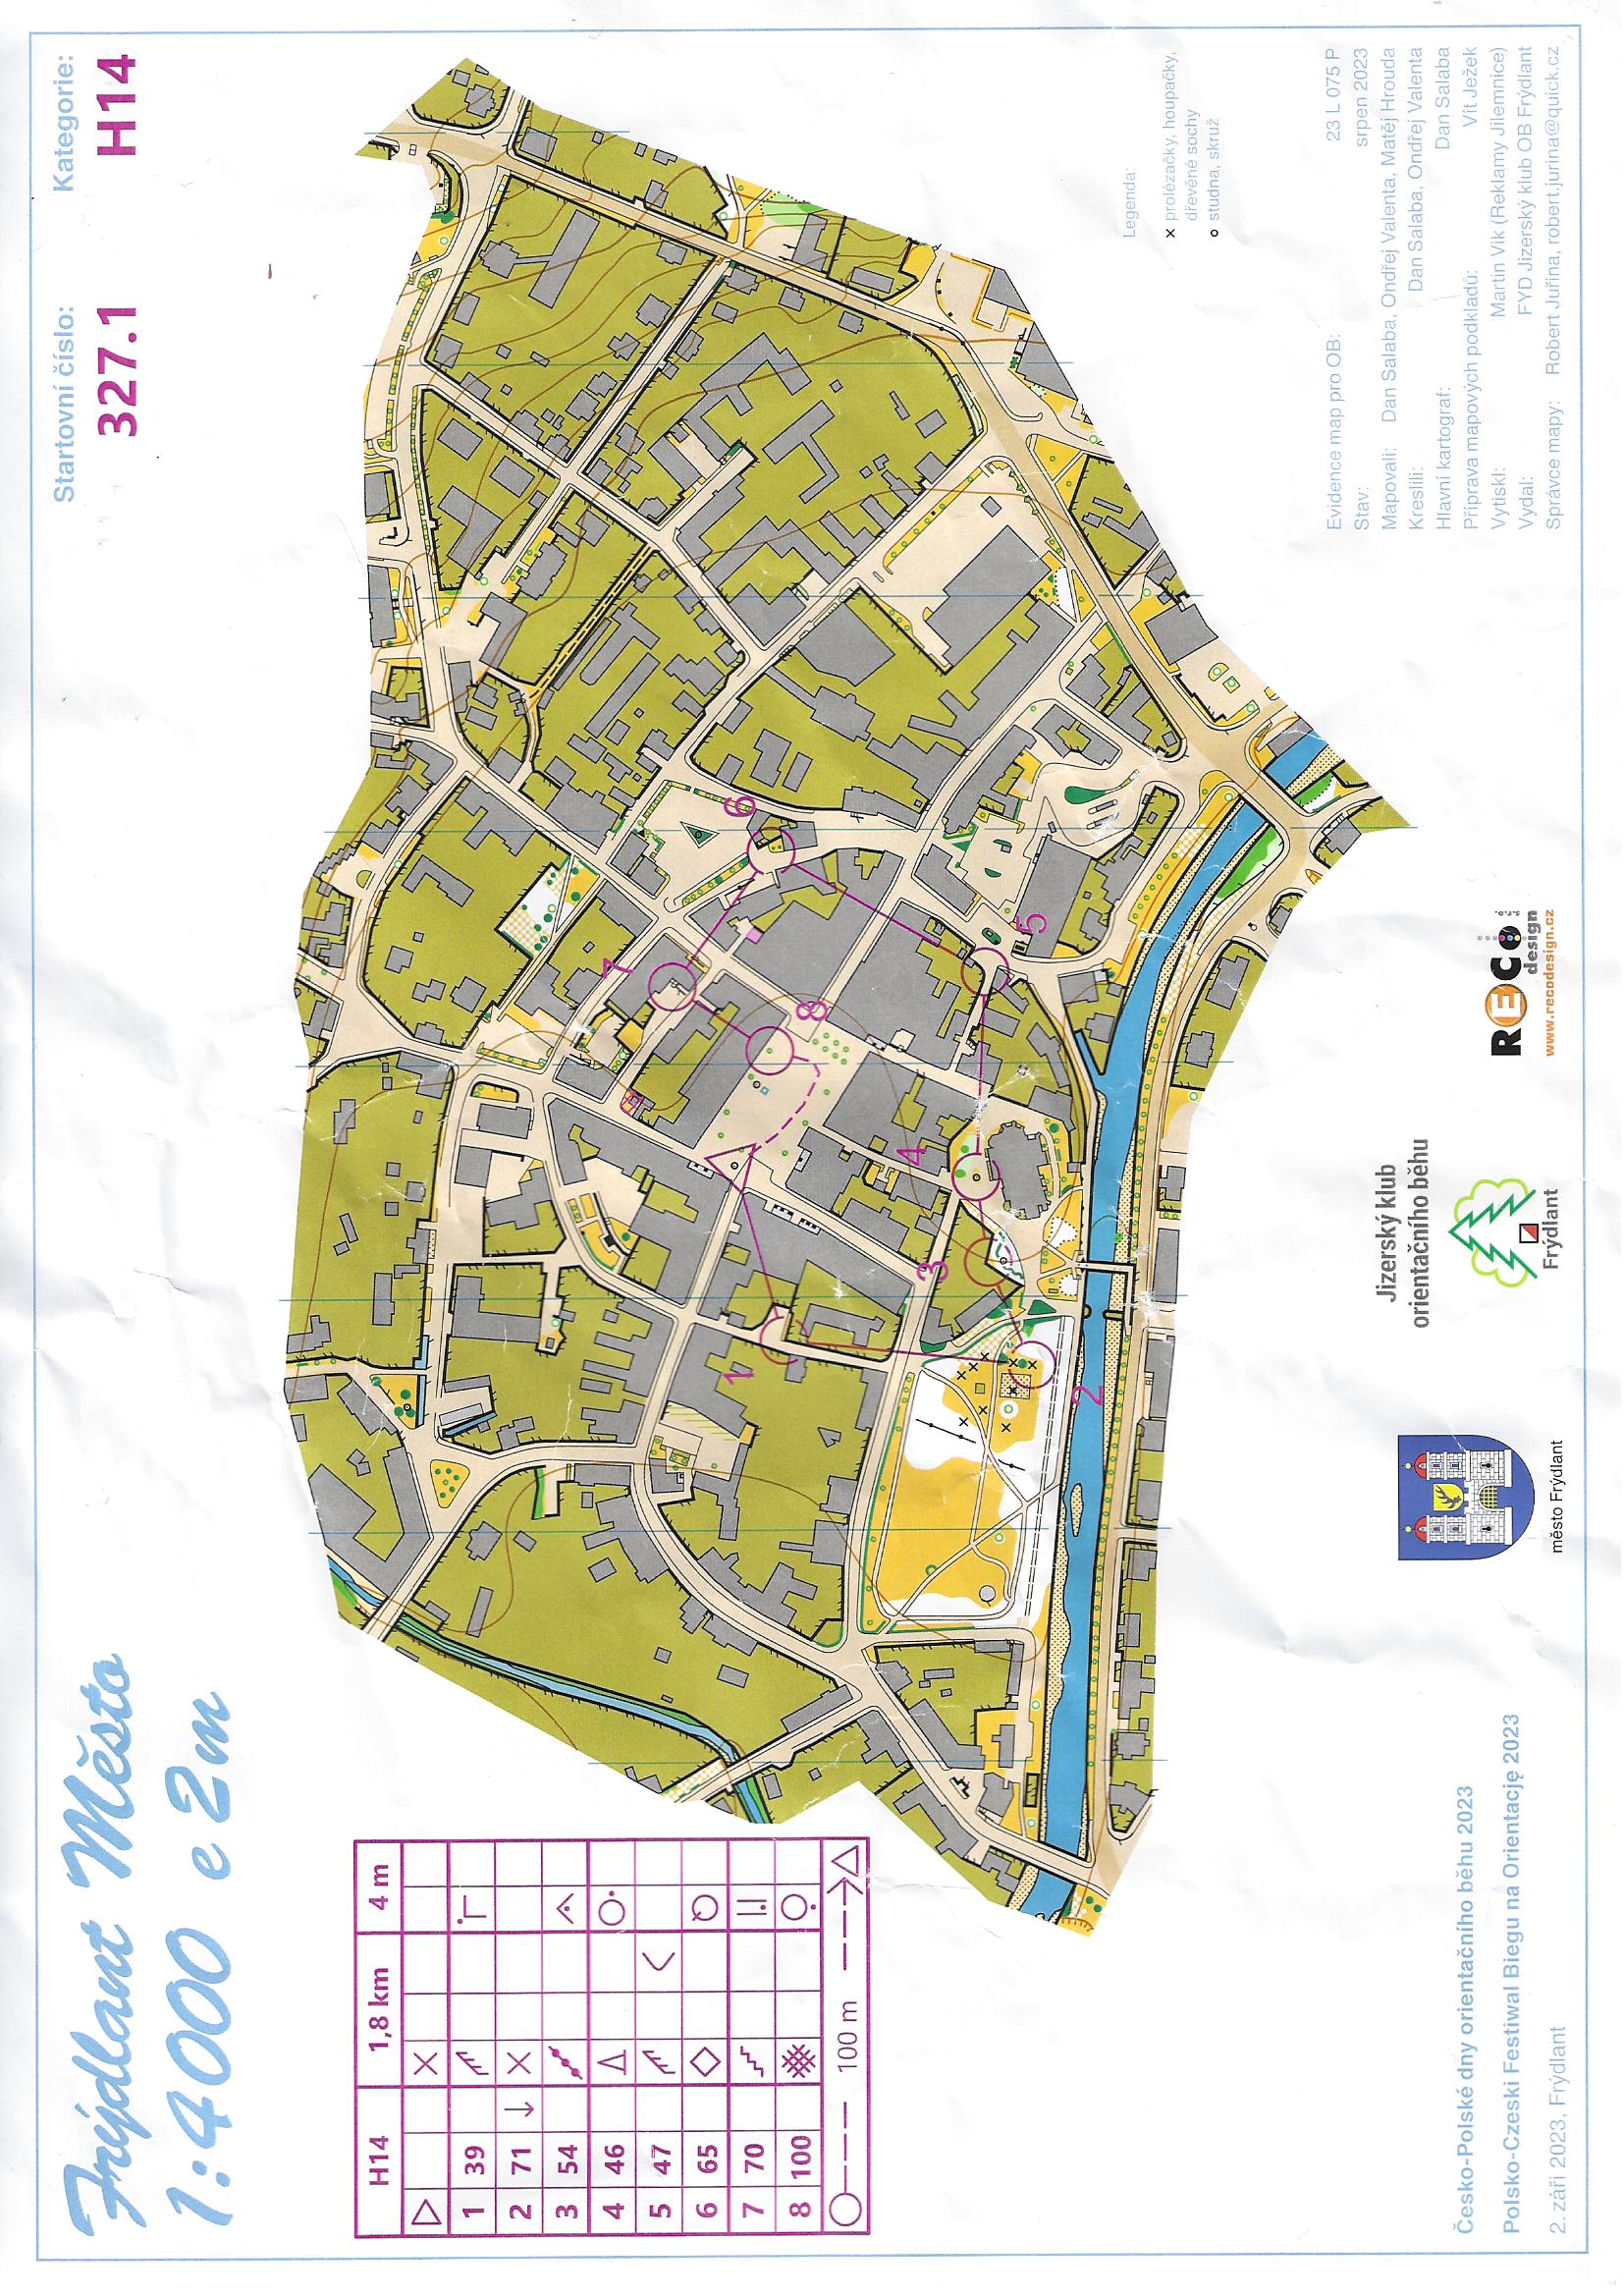 Frýdlant Město
1:4000 e 2m
Startovní číslo:
327.1
Kategorie:
H14
H14 1,8 km 4 m
1 39
2 71
3 54
4 46
5 47
6 65
7 70
8 100
100 m
1
2
3
4
5
6
7
8
Legenda:
x prolézačky, houpačky,
dřevěné sochy
o studna, skruž
Evidence map pro OB: 23 L 075 P
Stav: srpen 2023
Mapovali: Dan Salaba, Ondřej Valenta, Matěj Hrouda
Kreslili: Dan Salaba, Ondřej Valenta
Hlavní kartograf: Dan Salaba
Příprava mapových podkladů: Vít Ježek
Vytiskl: Martin Vik (Reklamy Jilemnice)
Vydal: FYD Jizerský klub OB Frýdlant
Správce mapy: Robert Juřina, robert.jurina@quick.cz
Česko-Polské dny orientačního běhu 2023
Polsko-Czeski Festiwal Biegu na Orientację 2023
2. září 2023, Frýdlant
město Frýdlant
Jizerský klub
orientačního běhu
Frýdlant
RECo s.r.o.
design
www.recodesign.cz